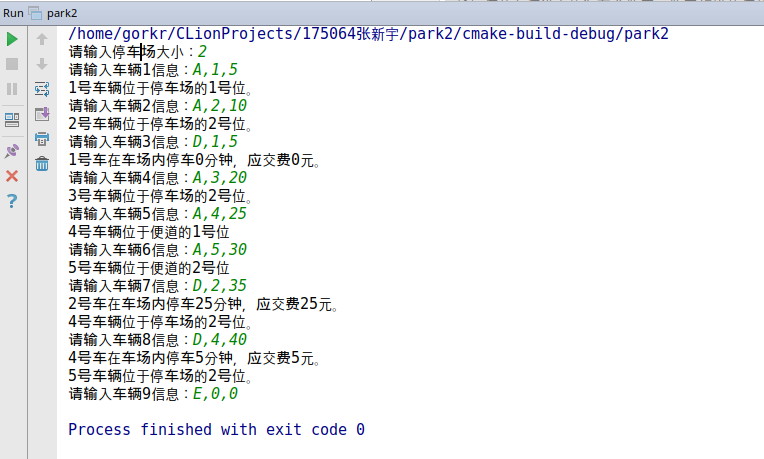 Run park2
/home/gorkr/CLionProjects/175064张新宇/park2/cmake-build-debug/park2
请输入停车场大小：2
请输入车辆1信息：A,1,5
1号车辆位于停车场的1号位。
请输入车辆2信息：A,2,10
2号车辆位于停车场的2号位。
请输入车辆3信息：D,1,5
1号车在车场内停车0分钟，应交费0元。
请输入车辆4信息：A,3,20
3号车辆位于停车场的2号位。
请输入车辆5信息：A,4,25
4号车辆位于便道的1号位
请输入车辆6信息：A,5,30
5号车辆位于便道的2号位
请输入车辆7信息：D,2,35
2号车在车场内停车25分钟，应交费25元。
4号车辆位于停车场的2号位。
请输入车辆8信息：D,4,40
4号车在车场内停车5分钟，应交费5元。
5号车辆位于停车场的2号位。
请输入车辆9信息：E,0,0
Process finished with exit code 0